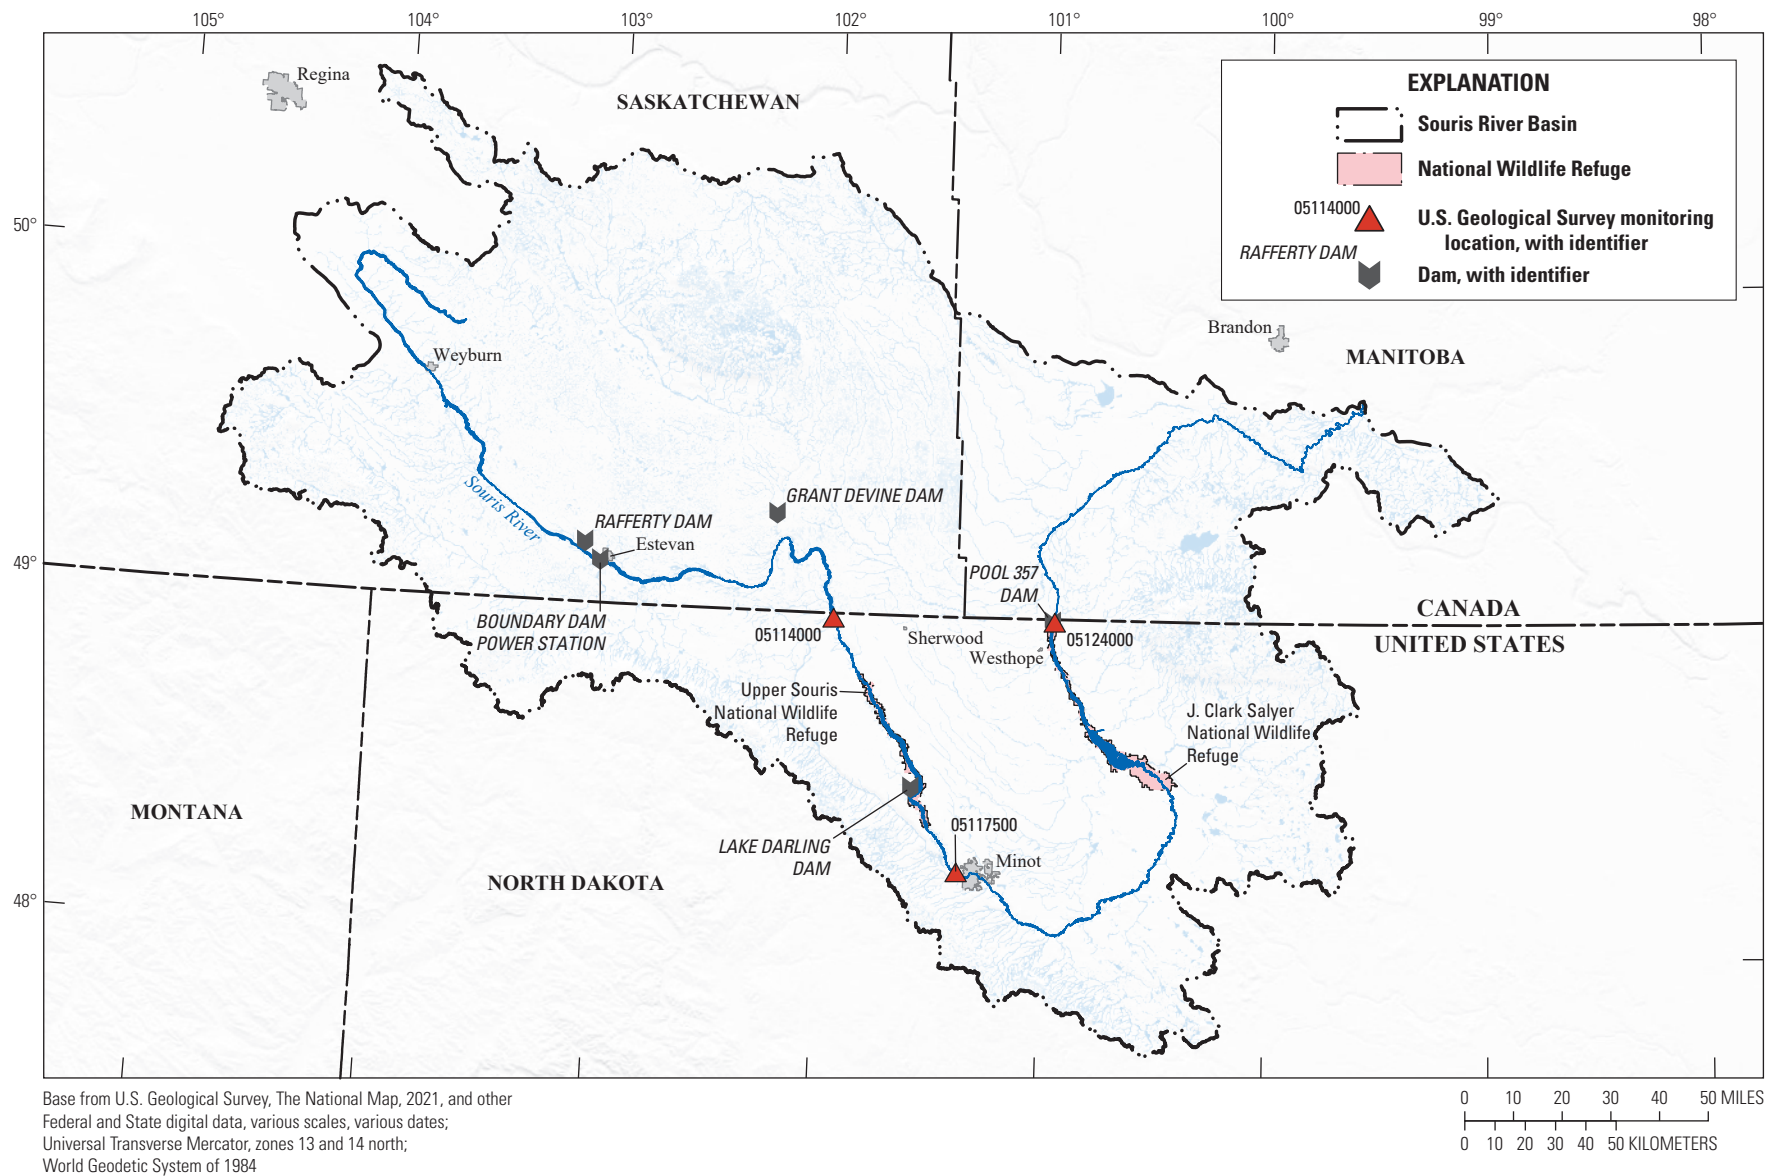 105°
104°
103°
102°
101°
100°
99°
98°
Regina
SASKATCHEWAN
EXPLANATION
Souris River Basin
National Wildlife Refuge
05114000
U.S. Geological Survey monitoring
location, with identifier
RAFFERTY DAM
Dam, with identifier
50°
Brandon
MANITOBA
Weyburn
Souris River
GRANT DEVINE DAM
RAFFERTY DAM
Estevan
49°
POOL 357
DAM
CANADA
UNITED STATES
BOUNDARY DAM
POWER STATION
05114000
Sherwood
Westhope
05124000
Upper Souris
National Wildlife
Refuge
J. Clark Salyer
National Wildlife
Refuge
MONTANA
05117500
LAKE DARLING
DAM
Minot
NORTH DAKOTA
48°
Base from U.S. Geological Survey, The National Map, 2021, and other
Federal and State digital data, various scales, various dates;
Universal Transverse Mercator, zones 13 and 14 north;
World Geodetic System of 1984
0 10 20 30 40 50 MILES
0 10 20 30 40 50 KILOMETERS